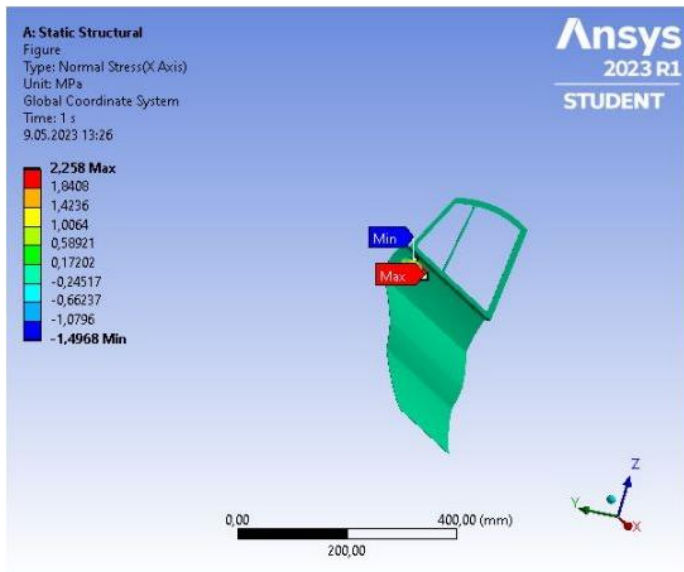 A: Static Structural
Figure
Type: Normal Stress(X Axis)
Unit: MPa
Global Coordinate System
Time: 1 s
9.05.2023 13:26
Ansys
2023 R1
STUDENT
2,258 Max
1,8408
1,4236
1,0064
0,58921
0,17202
-0,24517
-0,66237
-1,0796
-1,4968 Min
Min
Max
0,00
400,00 (mm)
200,00
Z
Y
X